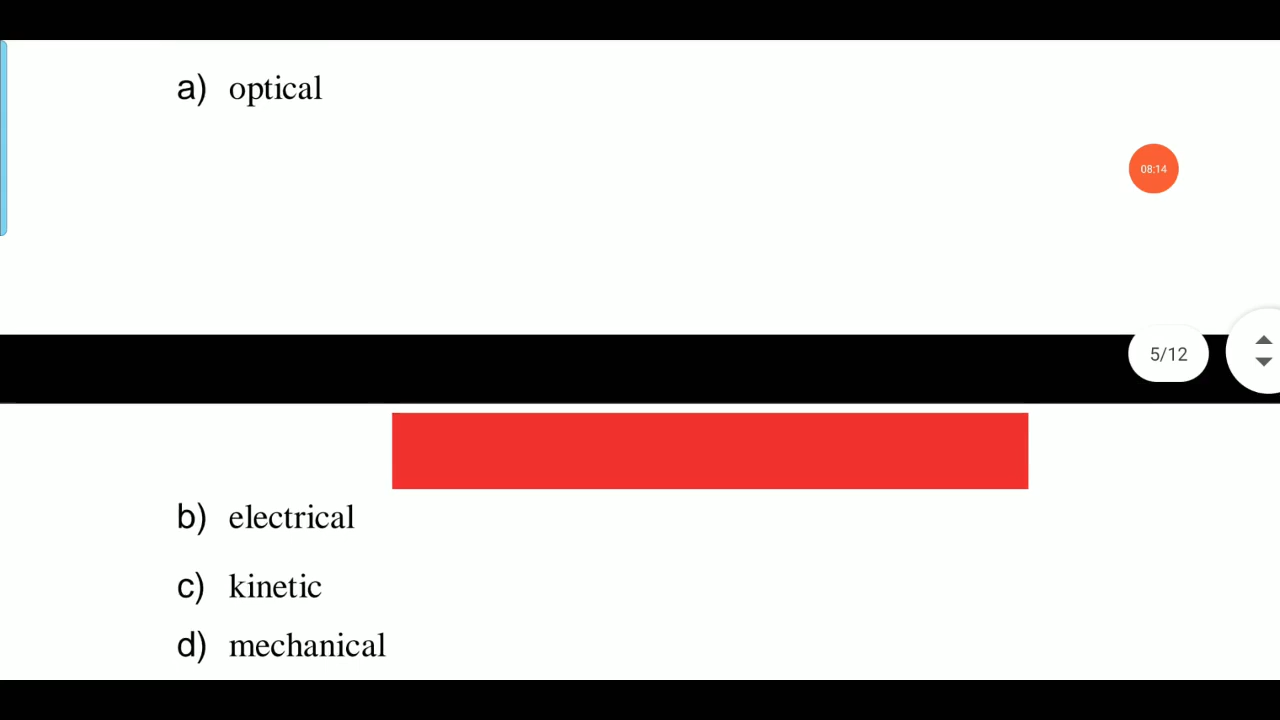 a) optical
08:14
5/12
b) electrical
c) kinetic
d) mechanical